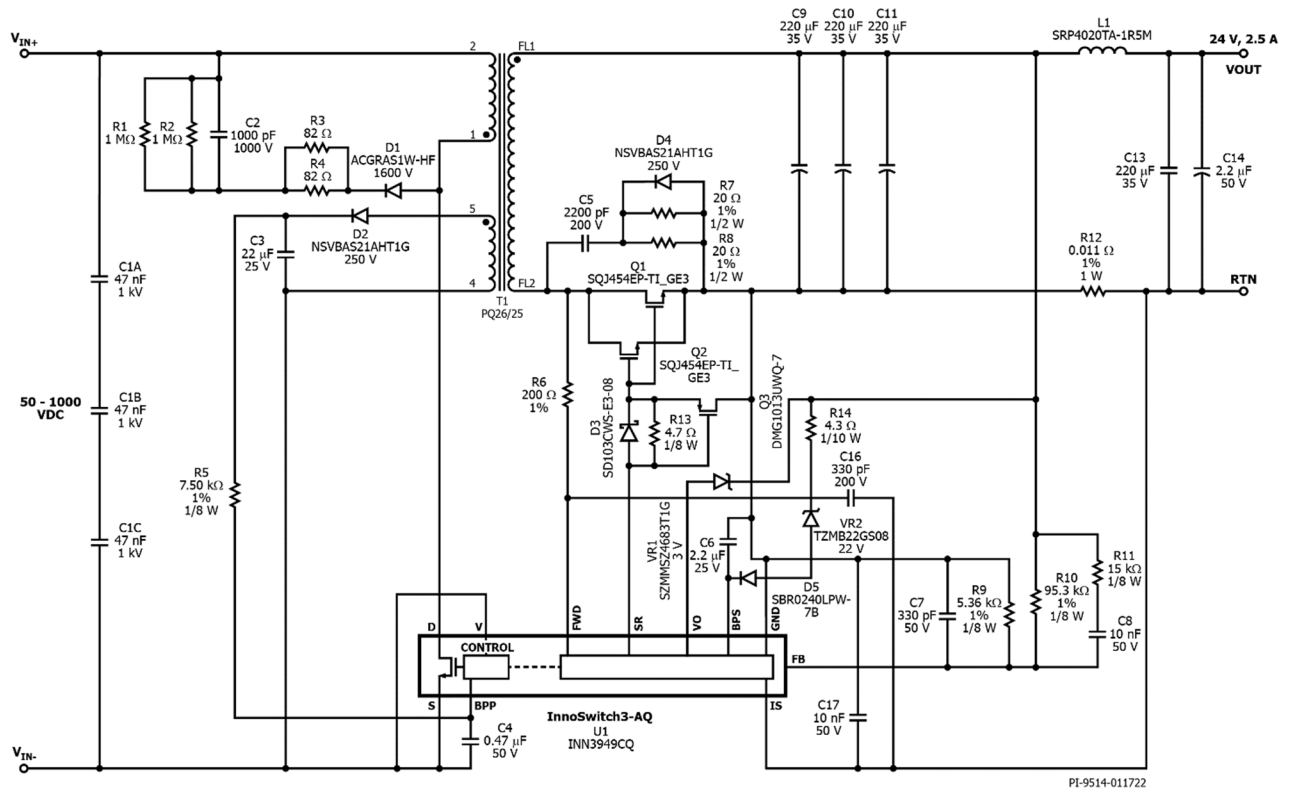 V_IN+
50 - 1000
VDC
V_IN-
R1
1 MΩ
R2
1 MΩ
C2
1000 pF
1000 V
R3
82 Ω
R4
82 Ω
D1
ACGRAS1W-HF
1600 V
2
1
5
4
FL1
FL2
T1
PQ26/25
D2
NSVBAS21AHT1G
250 V
C3
22 µF
25 V
C1A
47 nF
1 kV
C1B
47 nF
1 kV
C1C
47 nF
1 kV
R5
7.50 kΩ
1%
1/8 W
C5
2200 pF
200 V
D4
NSVBAS21AHT1G
250 V
R7
20 Ω
1%
1/2 W
R8
20 Ω
1%
1/2 W
Q1
SQJ454EP-TI_GE3
Q2
SQJ454EP-TI_
GE3
R6
200 Ω
1%
D3
SD103CWS-E3-08
R13
4.7 Ω
1/8 W
Q3
DMG1013UWQ-7
C9
220 µF
35 V
C10
220 µF
35 V
C11
220 µF
35 V
L1
SRP4020TA-1R5M
24 V, 2.5 A
VOUT
C13
220 µF
35 V
C14
2.2 µF
50 V
R12
0.011 Ω
1%
1 W
RTN
R14
4.3 Ω
1/10 W
C16
330 pF
200 V
VR1
SZMMSZ4683T1G
3 V
C6
2.2 µF
25 V
VR2
TZMB22GS08
22 V
D5
SBR0240LPW-
7B
C7
330 pF
50 V
R9
5.36 kΩ
1%
1/8 W
R10
95.3 kΩ
1%
1/8 W
R11
15 kΩ
1/8 W
C8
10 nF
50 V
D
V
FWD
SR
VO
BPS
GND
CONTROL
FB
S
BPP
IS
InnoSwitch3-AQ
U1
INN3949CQ
C4
0.47 µF
50 V
C17
10 nF
50 V
PI-9514-011722